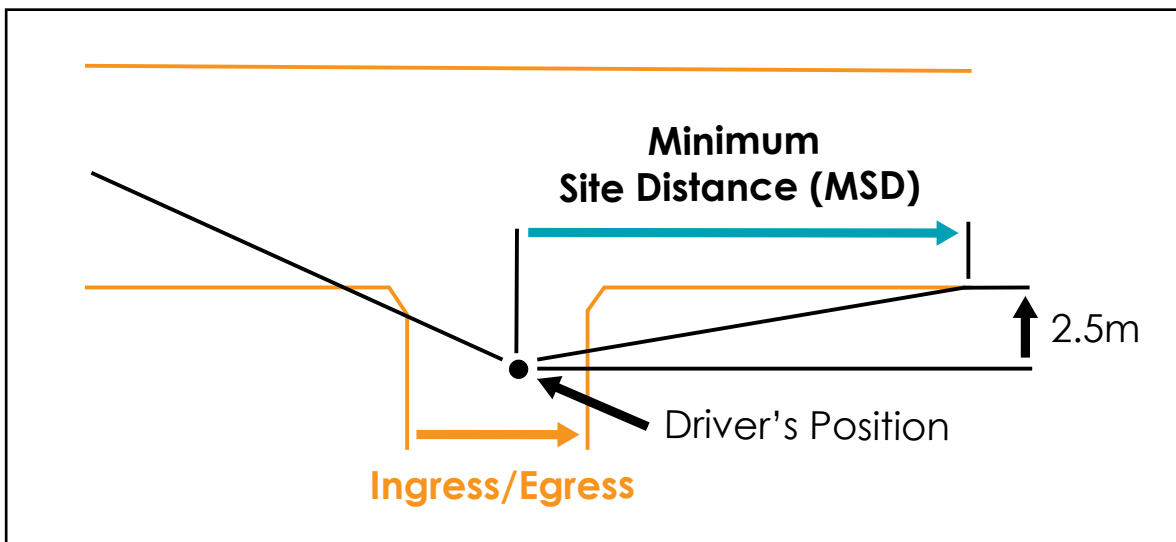 Minimum
Site Distance (MSD)
2.5m
Driver’s Position
Ingress/Egress